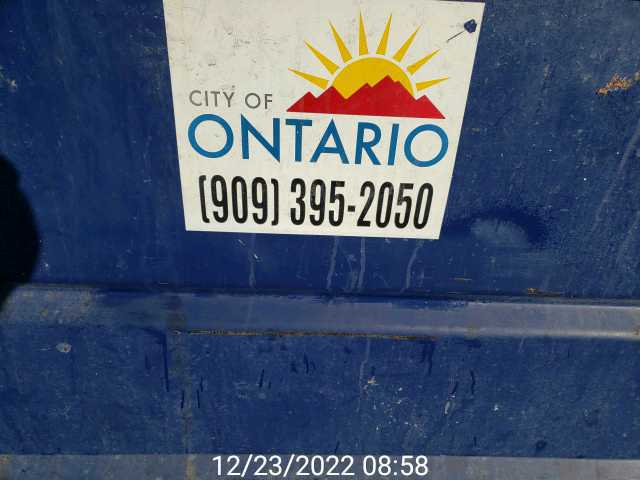 CITY OF
ONTARIO
(909) 395-2050
12/23/2022 08:58